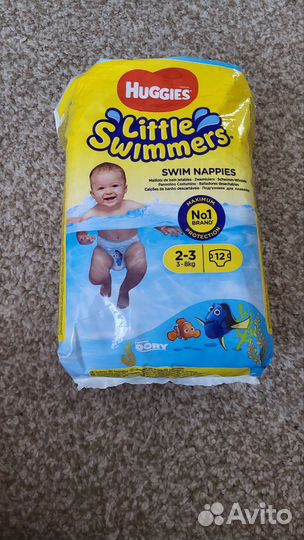 HUGGIES
Little
Swimmers
SWIM NAPPIES
MAXIMUM
No1
BRAND
PROTECTION
2-3
3-8kg
12
DORY
Avito